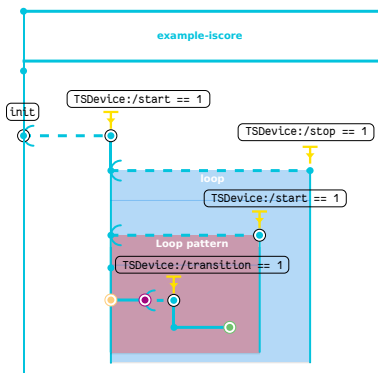 example-iscore
TSDevice:/start == 1
init
TSDevice:/stop == 1
loop
TSDevice:/start == 1
Loop pattern
TSDevice:/transition == 1